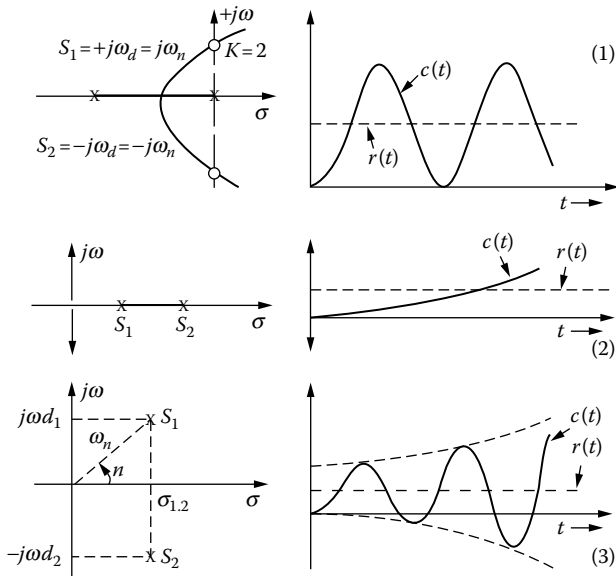 +jω
S₁ = +jω_d = jω_n
K = 2
σ
S₂ = −jω_d = −jω_n
c(t)
r(t)
t
(1)
jω
S₁
S₂
σ
c(t)
r(t)
t
(2)
jω
jωd₁
S₁
ω_n
n
σ₁.₂
σ
−jωd₂
S₂
c(t)
r(t)
t
(3)